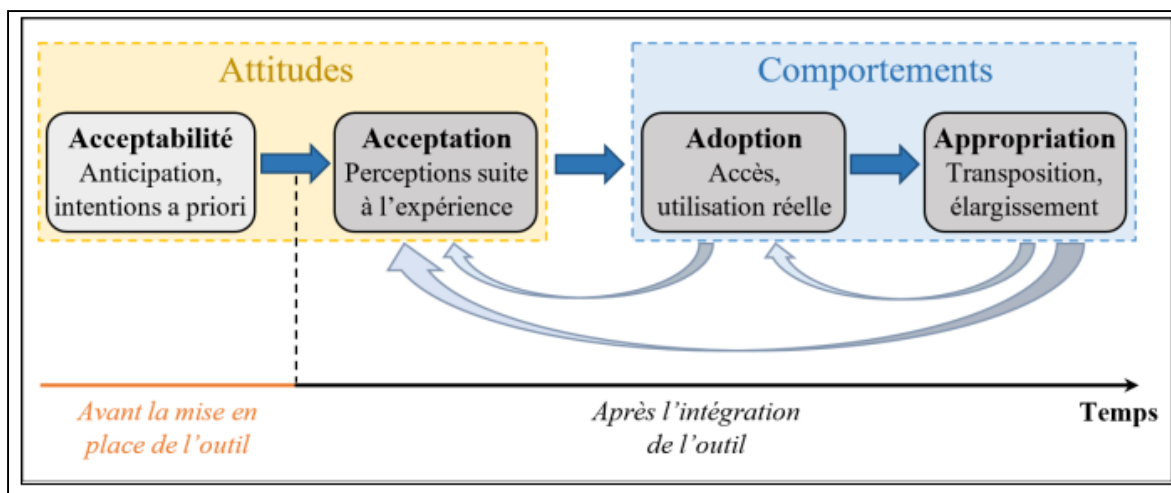 Attitudes
Comportements
Acceptabilité
Anticipation,
intentions a priori
Acceptation
Perceptions suite
à l’expérience
Adoption
Accès,
utilisation réelle
Appropriation
Transposition,
élargissement
Avant la mise en
place de l’outil
Après l’intégration
de l’outil
Temps